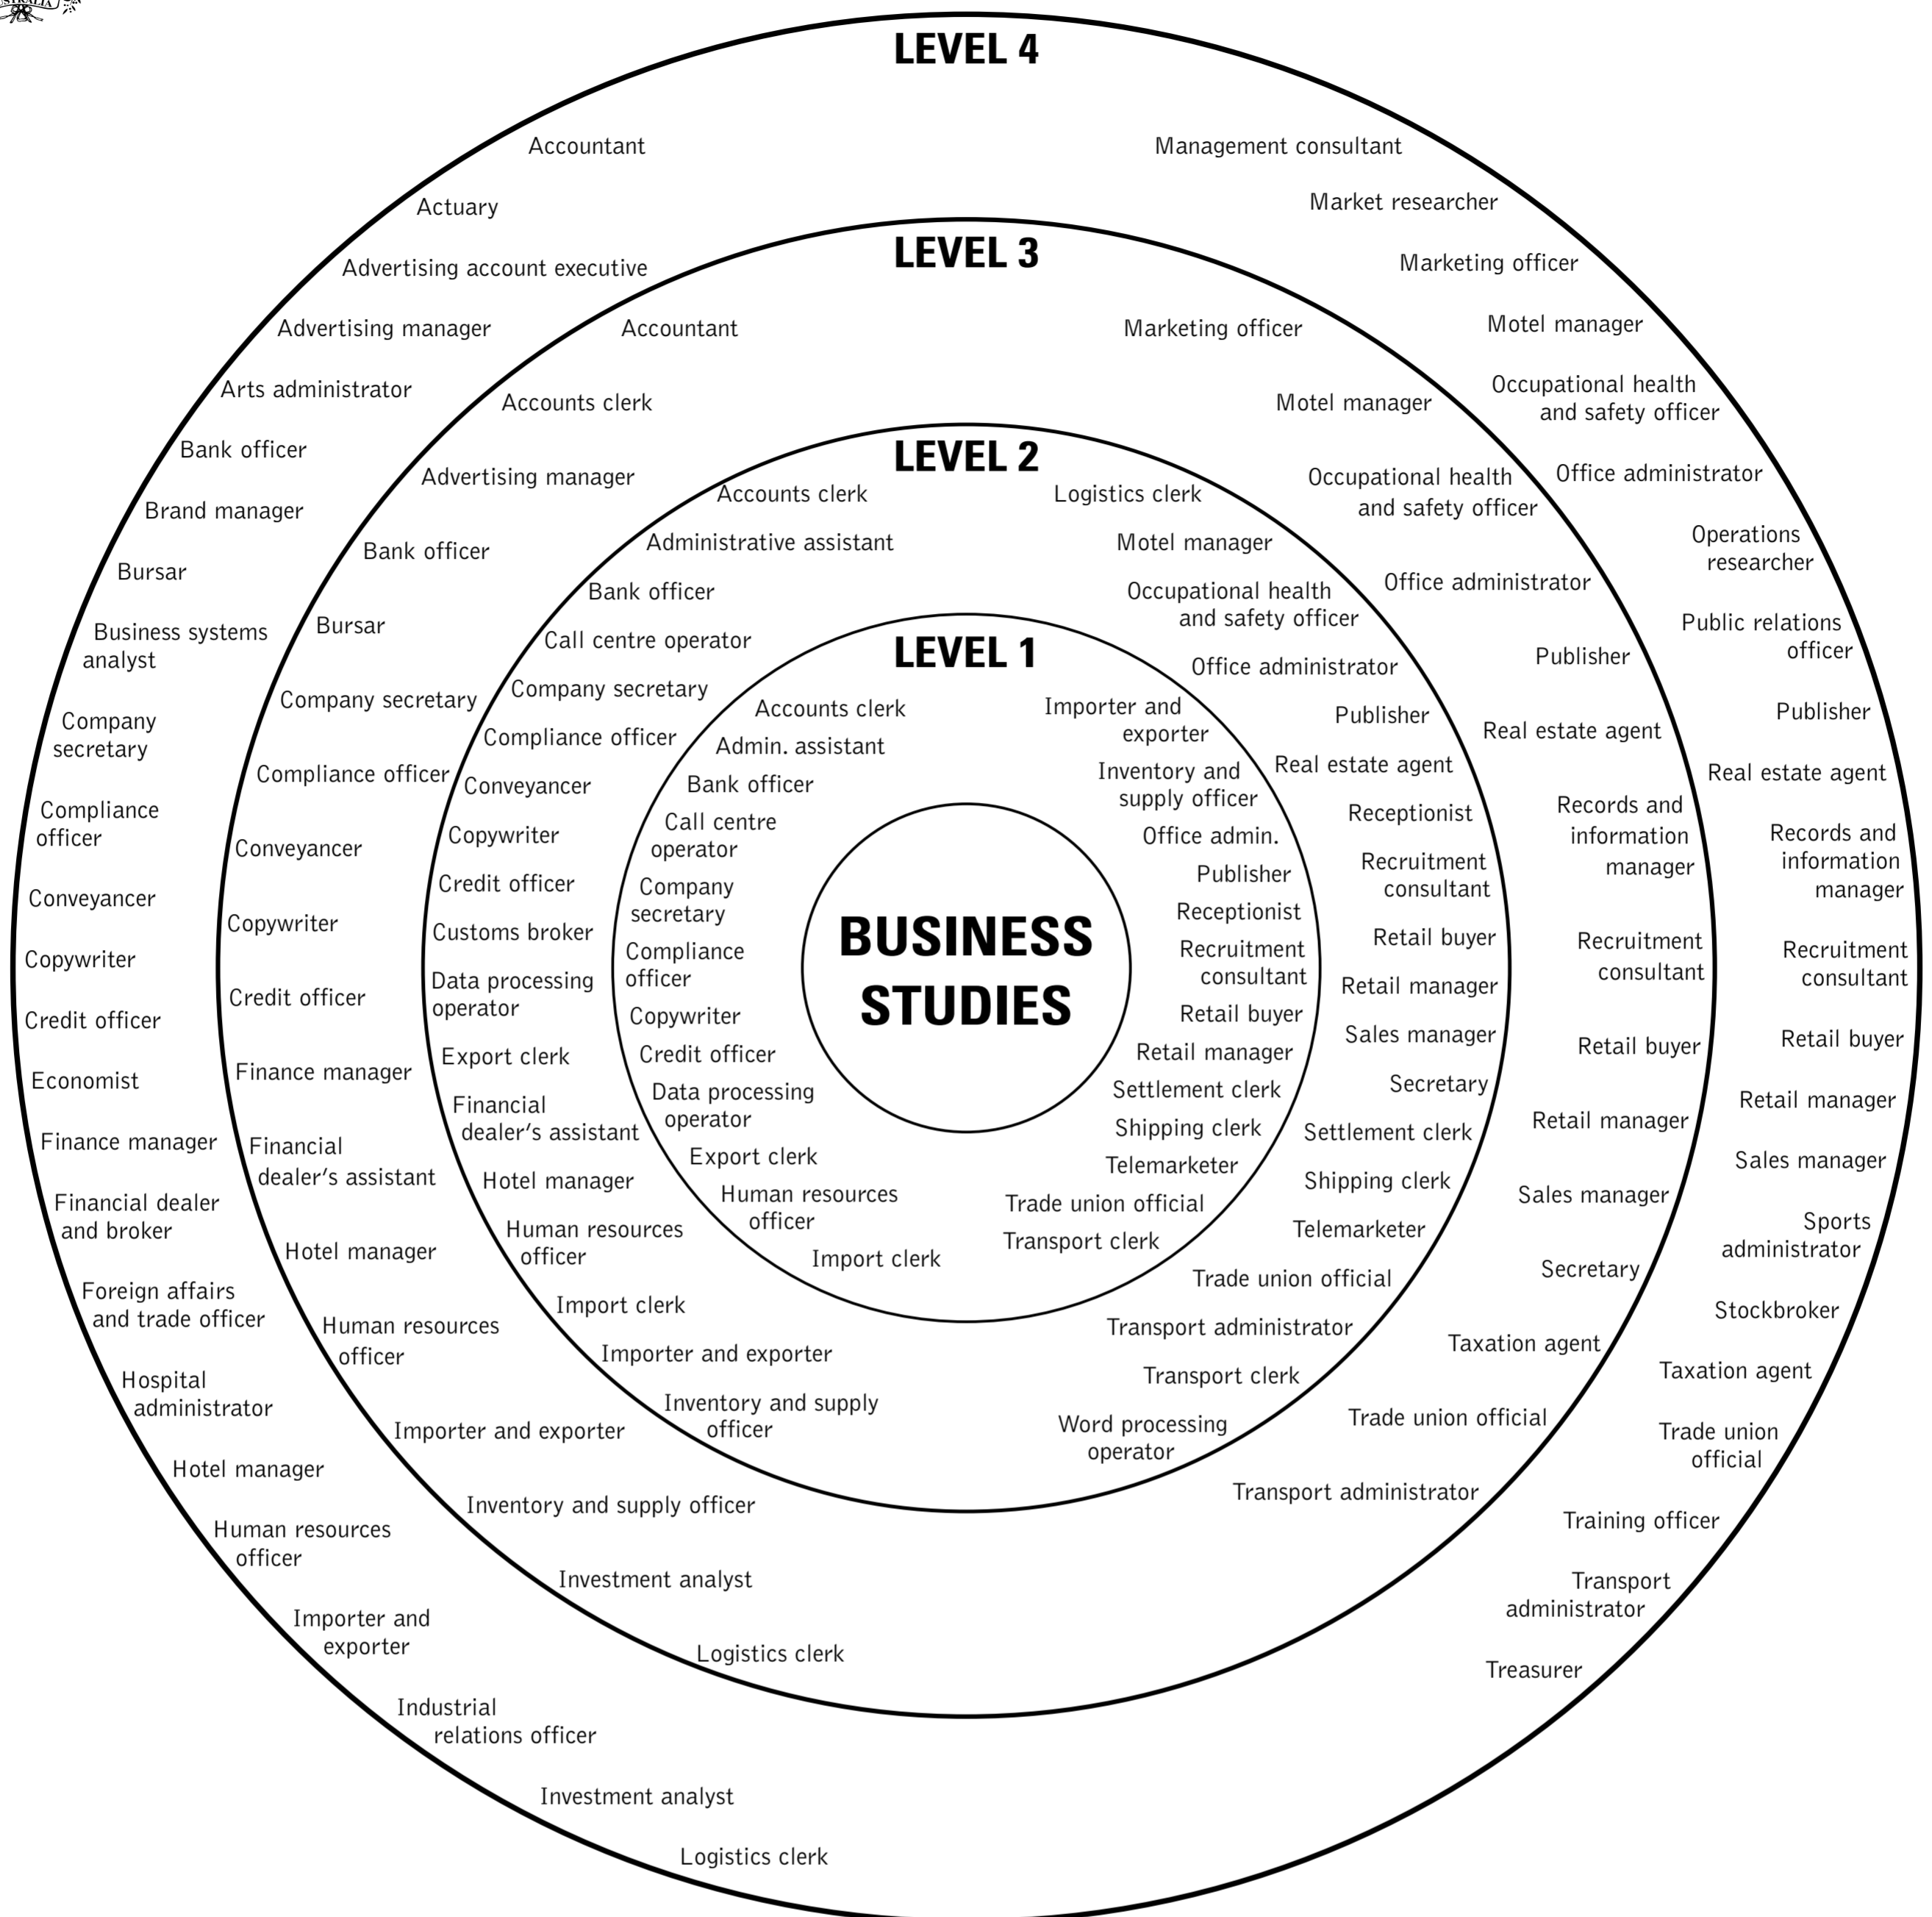 STRALIA
LEVEL 4
Accountant
Actuary
Advertising account executive
Advertising manager
Arts administrator
Bank officer
Brand manager
Bursar
Business systems
analyst
Company
secretary
Compliance
officer
Conveyancer
Copywriter
Credit officer
Economist
Finance manager
Financial dealer
and broker
Foreign affairs
and trade officer
Hospital
administrator
Hotel manager
Human resources
officer
Importer and
exporter
Industrial
relations officer
Investment analyst
Logistics clerk
Management consultant
Market researcher
Marketing officer
Motel manager
Occupational health
and safety officer
Office administrator
Operations
researcher
Public relations
officer
Publisher
Real estate agent
Records and
information
manager
Recruitment
consultant
Retail buyer
Retail manager
Sales manager
Sports
administrator
Stockbroker
Taxation agent
Trade union
official
Training officer
Transport
administrator
Treasurer
LEVEL 3
Accountant
Accounts clerk
Advertising manager
Bank officer
Bursar
Company secretary
Compliance officer
Conveyancer
Copywriter
Credit officer
Finance manager
Financial
dealer's assistant
Hotel manager
Human resources
officer
Importer and exporter
Inventory and supply officer
Investment analyst
Logistics clerk
Marketing officer
Motel manager
Occupational health
and safety officer
Office administrator
Publisher
Real estate agent
Records and
information
manager
Recruitment
consultant
Retail buyer
Retail manager
Sales manager
Secretary
Taxation agent
Trade union official
Transport administrator
LEVEL 2
Accounts clerk
Administrative assistant
Bank officer
Call centre operator
Company secretary
Compliance officer
Conveyancer
Copywriter
Credit officer
Customs broker
Data processing
operator
Export clerk
Financial
dealer's assistant
Hotel manager
Human resources
officer
Import clerk
Importer and exporter
Inventory and supply
officer
Logistics clerk
Motel manager
Occupational health
and safety officer
Office administrator
Publisher
Real estate agent
Receptionist
Recruitment
consultant
Retail buyer
Retail manager
Sales manager
Secretary
Settlement clerk
Shipping clerk
Telemarketer
Trade union official
Transport administrator
Transport clerk
Word processing
operator
LEVEL 1
Accounts clerk
Admin. assistant
Bank officer
Call centre
operator
Company
secretary
Compliance
officer
Copywriter
Credit officer
Data processing
operator
Export clerk
Human resources
officer
Import clerk
Importer and
exporter
Inventory and
supply officer
Office admin.
Publisher
Receptionist
Recruitment
consultant
Retail buyer
Retail manager
Settlement clerk
Shipping clerk
Telemarketer
Trade union official
Transport clerk
BUSINESS
STUDIES